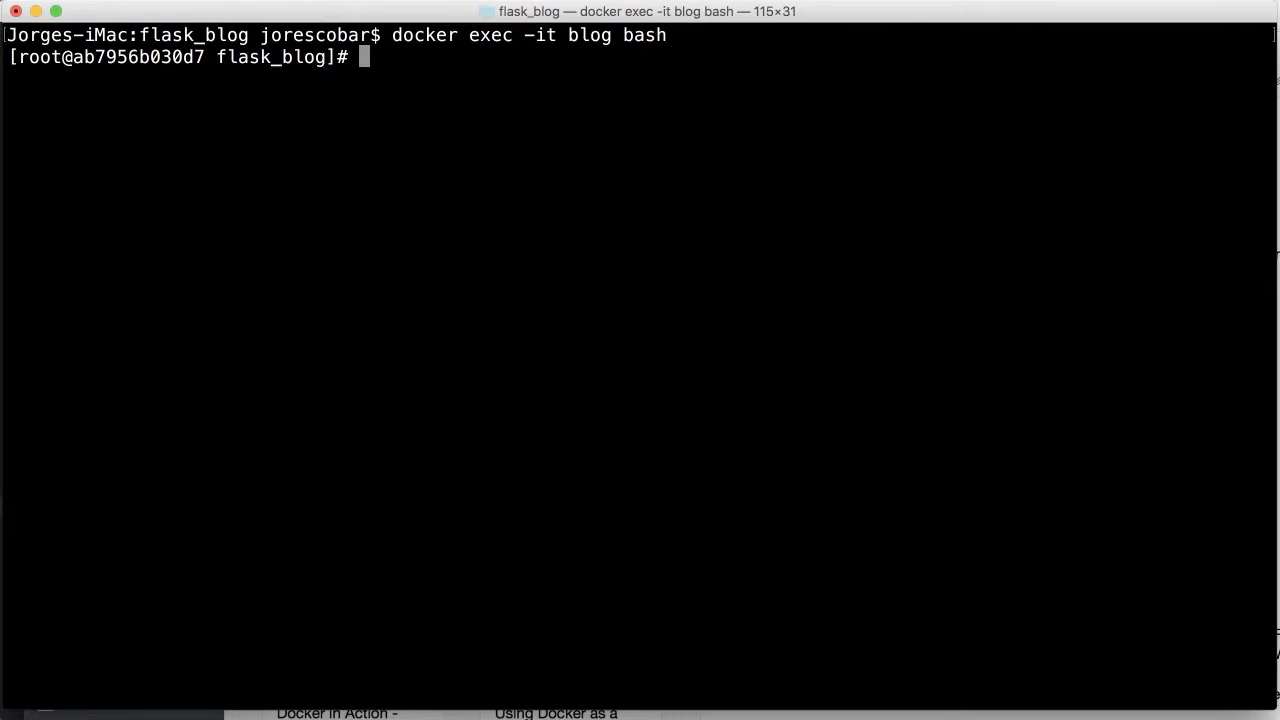 flask_blog — docker exec -it blog bash — 115×31
Jorges-iMac:flask_blog jorescobar$ docker exec -it blog bash
[root@ab7956b030d7 flask_blog]#
Docker in Action - Using Docker as a